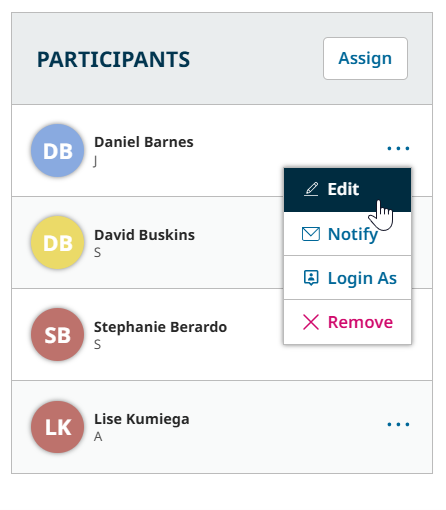 PARTICIPANTS
Assign
DB
Daniel Barnes
J
Edit
DB
David Buskins
S
Notify
Login As
SB
Stephanie Berardo
S
Remove
LK
Lise Kumiega
A